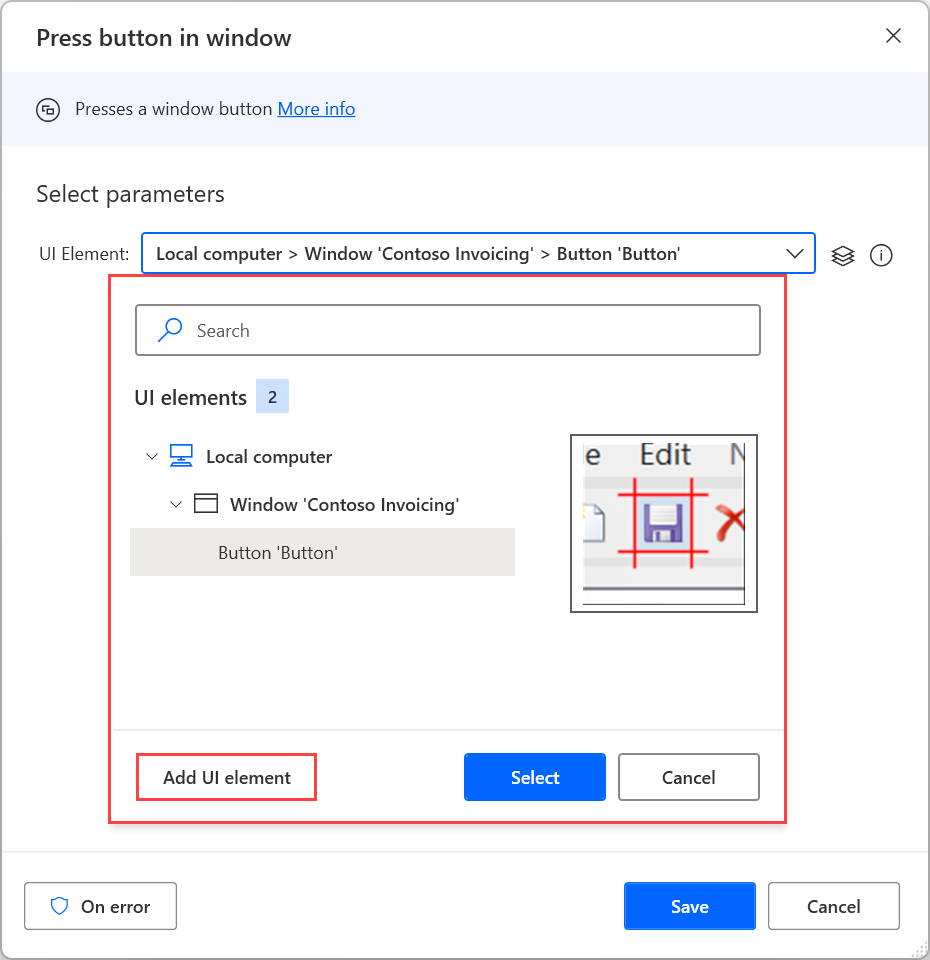 Press button in window
Presses a window button More info
Select parameters
UI Element: Local computer > Window 'Contoso Invoicing' > Button 'Button'
Search
UI elements 2
Local computer
Window 'Contoso Invoicing'
Button 'Button'
e Edit N
Add UI element Select Cancel
On error Save Cancel